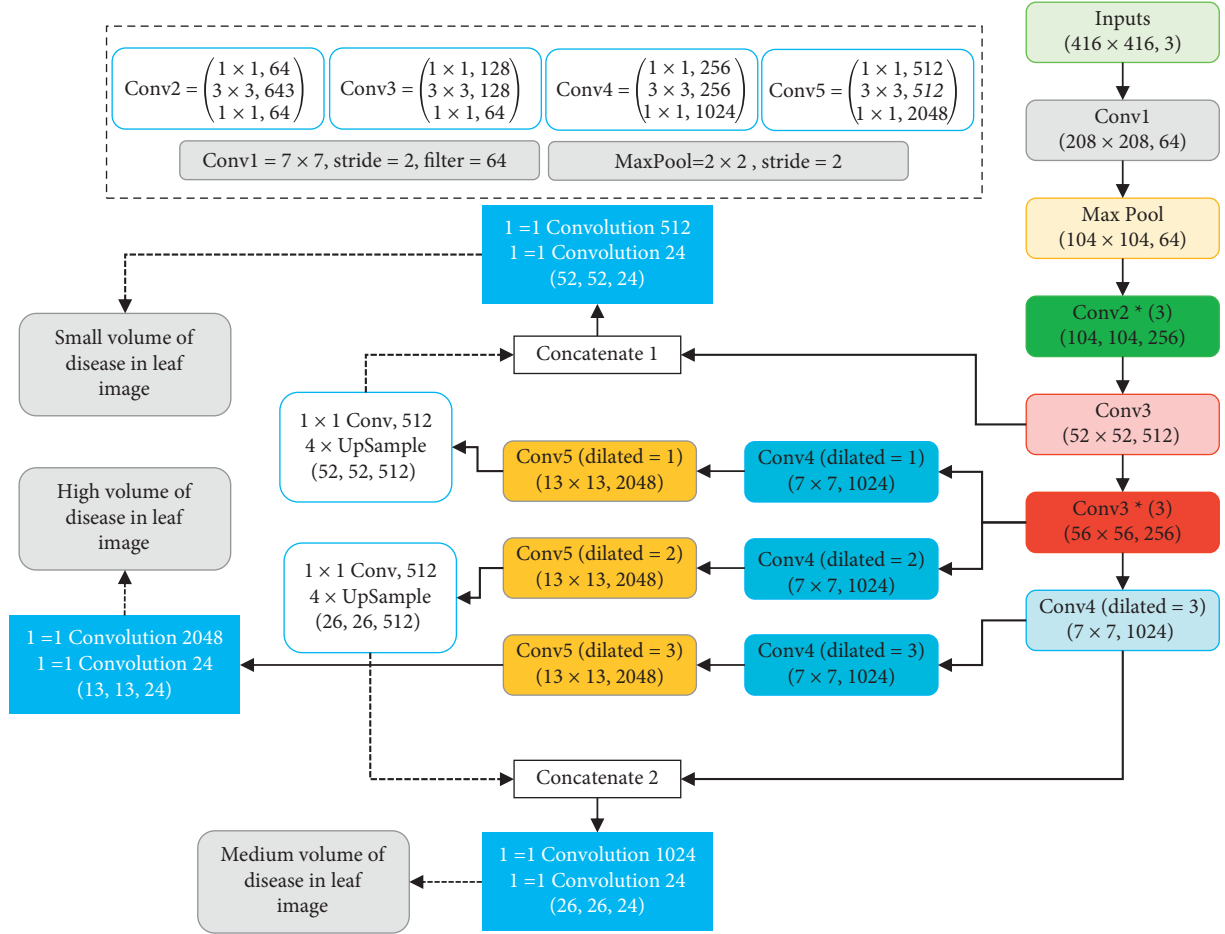 Inputs
(416 × 416, 3)
Conv1
(208 × 208, 64)
Max Pool
(104 × 104, 64)
Conv2 * (3)
(104, 104, 256)
Conv3
(52 × 52, 512)
Conv3 * (3)
(56 × 56, 256)
Conv4 (dilated = 3)
(7 × 7, 1024)
Conv2 =
1 × 1, 64
3 × 3, 643
1 × 1, 64
Conv3 =
1 × 1, 128
3 × 3, 128
1 × 1, 64
Conv4 =
1 × 1, 256
3 × 3, 256
1 × 1, 1024
Conv5 =
1 × 1, 512
3 × 3, 512
1 × 1, 2048
Conv1 = 7 × 7, stride = 2, filter = 64
MaxPool=2 × 2 , stride = 2
1 =1 Convolution 512
1 =1 Convolution 24
(52, 52, 24)
Small volume of
disease in leaf
image
Concatenate 1
1 × 1 Conv, 512
4 × UpSample
(52, 52, 512)
Conv5 (dilated = 1)
(13 × 13, 2048)
Conv4 (dilated = 1)
(7 × 7, 1024)
High volume of
disease in leaf
image
1 × 1 Conv, 512
4 × UpSample
(26, 26, 512)
Conv5 (dilated = 2)
(13 × 13, 2048)
Conv4 (dilated = 2)
(7 × 7, 1024)
1 =1 Convolution 2048
1 =1 Convolution 24
(13, 13, 24)
Conv5 (dilated = 3)
(13 × 13, 2048)
Conv4 (dilated = 3)
(7 × 7, 1024)
Concatenate 2
Medium volume of
disease in leaf
image
1 =1 Convolution 1024
1 =1 Convolution 24
(26, 26, 24)